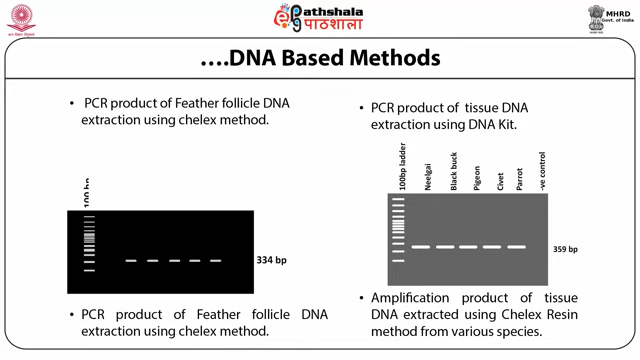 ePathshala
पाठशाला
MHRD
Govt. of India
....DNA Based Methods
• PCR product of Feather follicle DNA
extraction using chelex method.
100 bp
334 bp
• PCR product of Feather follicle DNA
extraction using chelex method.
• PCR product of tissue DNA
extraction using DNA Kit.
100bp ladder
Neelgai
Black buck
Pigeon
Civet
Parrot
-ve control
359 bp
• Amplification product of tissue
DNA extracted using Chelex Resin
method from various species.